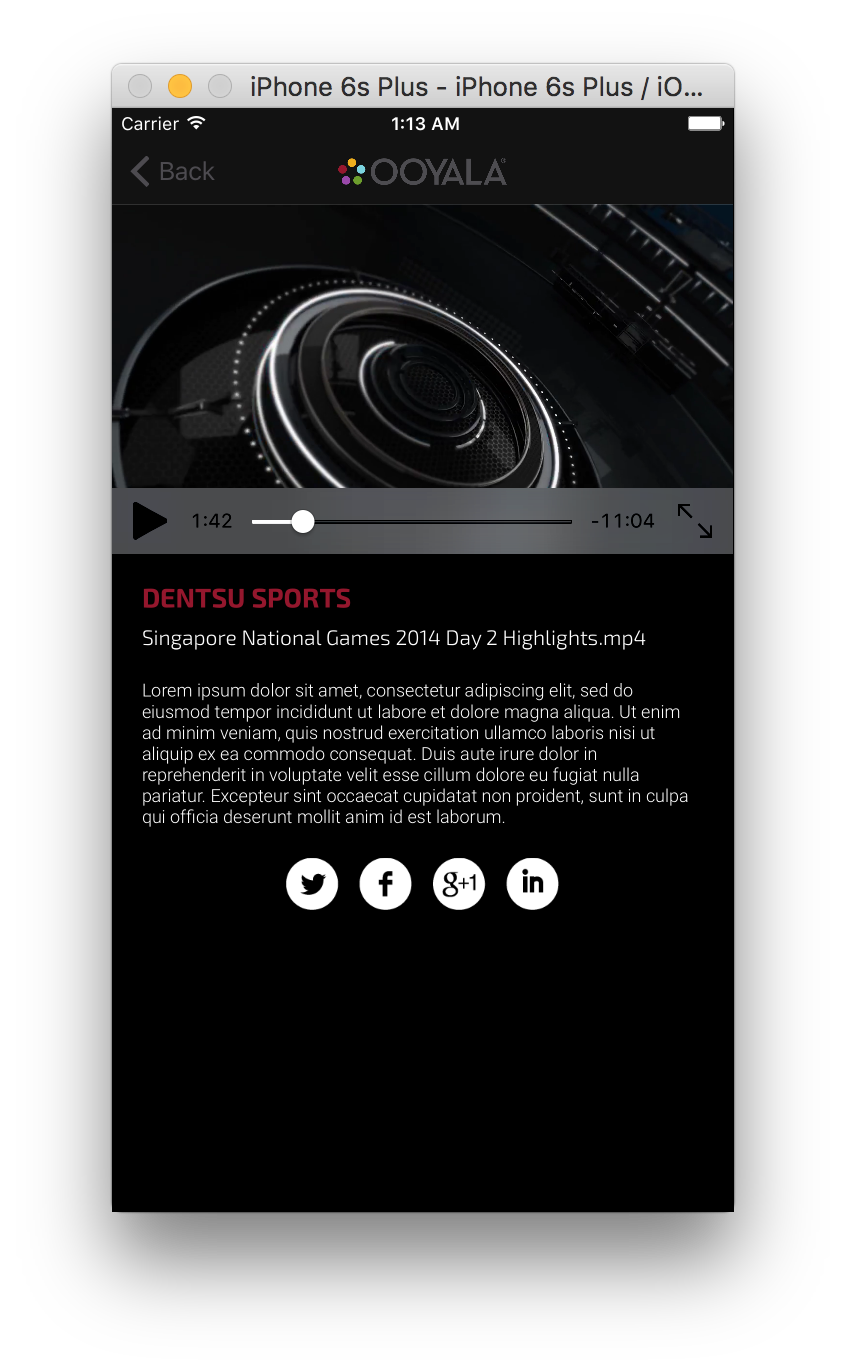 iPhone 6s Plus - iPhone 6s Plus / iO...
Carrier 1:13 AM
Back OOYALA®
1:42 -11:04
DENTSU SPORTS
Singapore National Games 2014 Day 2 Highlights.mp4
Lorem ipsum dolor sit amet, consectetur adipiscing elit, sed do
eiusmod tempor incididunt ut labore et dolore magna aliqua. Ut enim
ad minim veniam, quis nostrud exercitation ullamco laboris nisi ut
aliquip ex ea commodo consequat. Duis aute irure dolor in
reprehenderit in voluptate velit esse cillum dolore eu fugiat nulla
pariatur. Excepteur sint occaecat cupidatat non proident, sunt in culpa
qui officia deserunt mollit anim id est laborum.
f g+1 in